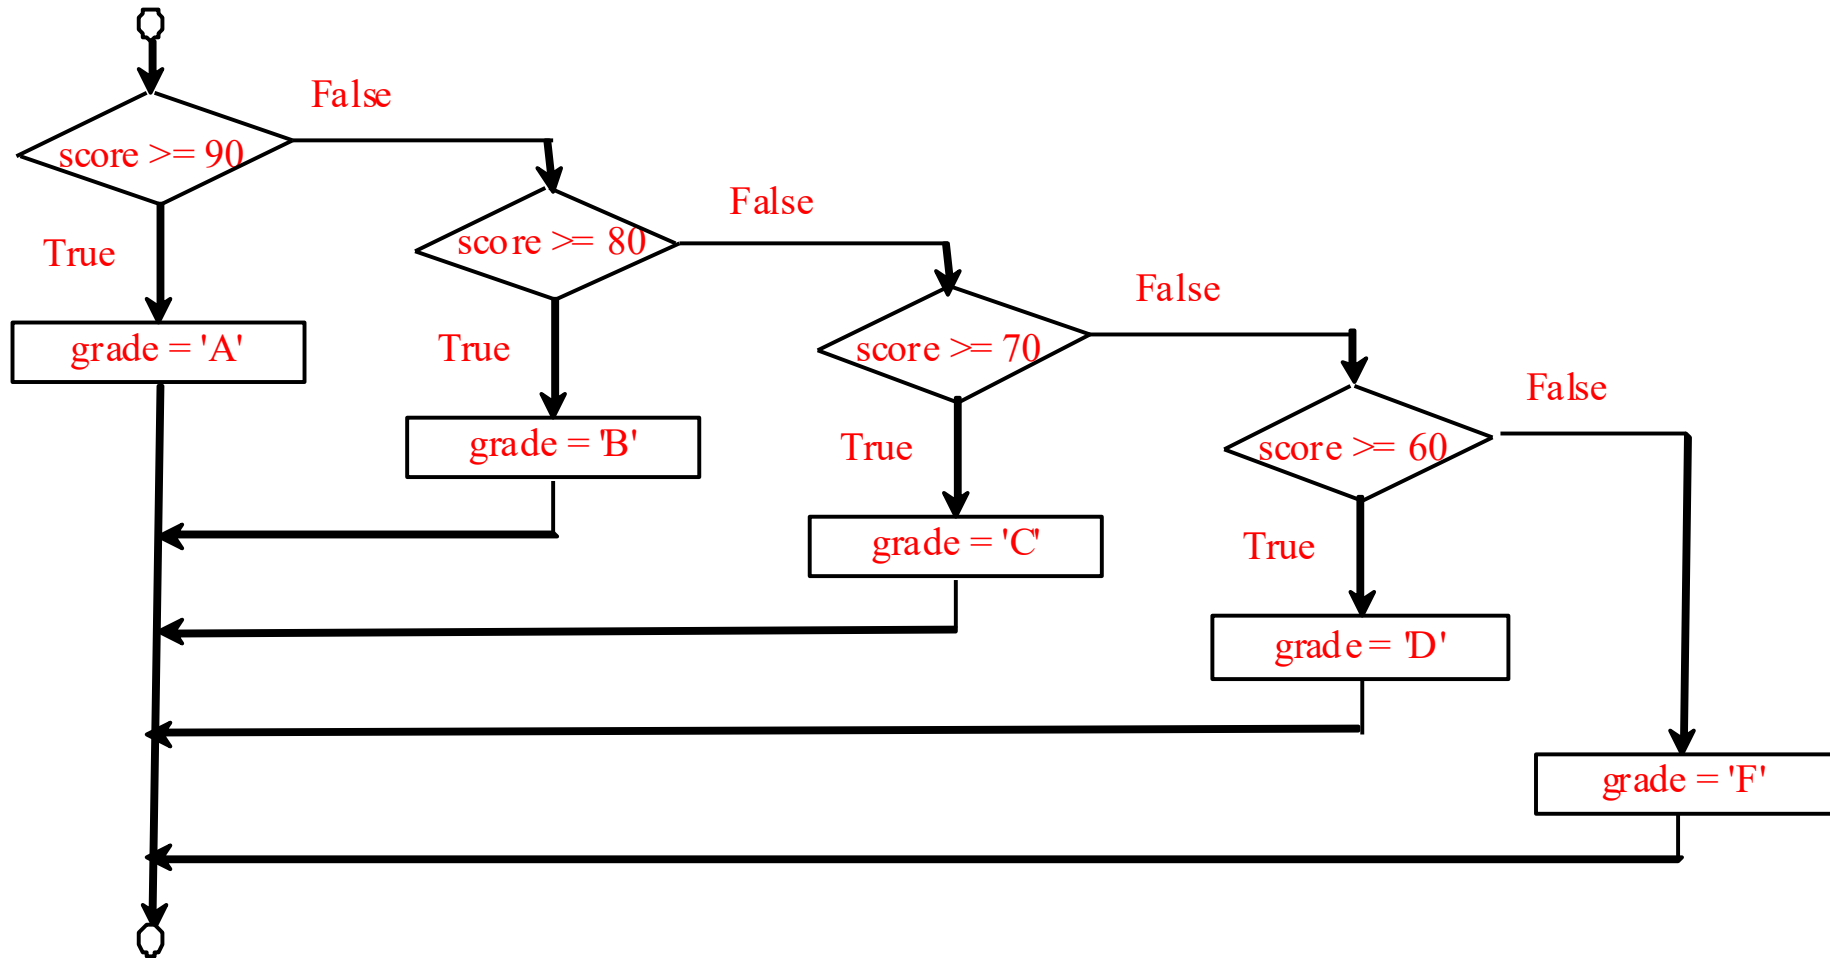 False
score >= 90
True
grade = 'A'
False
score >= 80
True
grade = 'B'
False
score >= 70
True
grade = 'C'
False
score >= 60
True
grade = 'D'
grade = 'F'